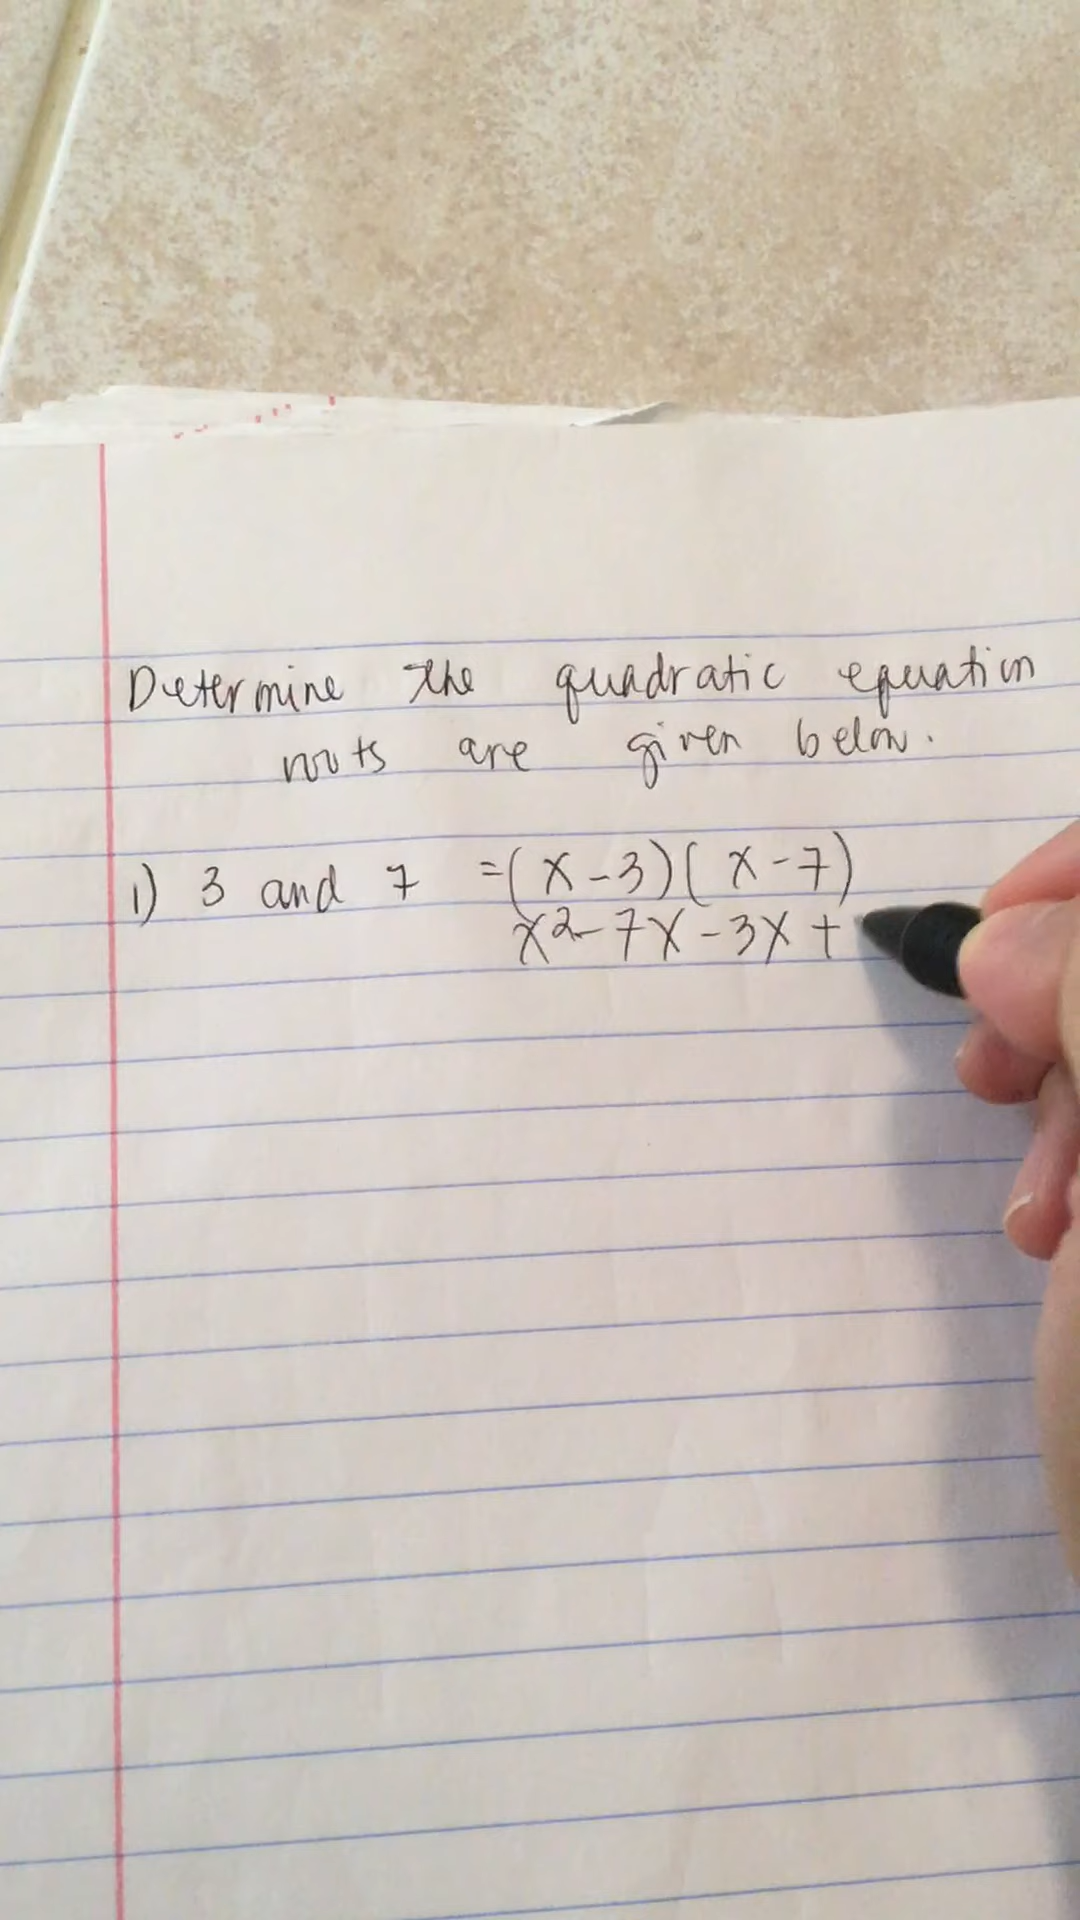 Determine the quadratic equation
roots are given below.
1) 3 and 7 =(x-3)(x-7)
x²-7x-3x+